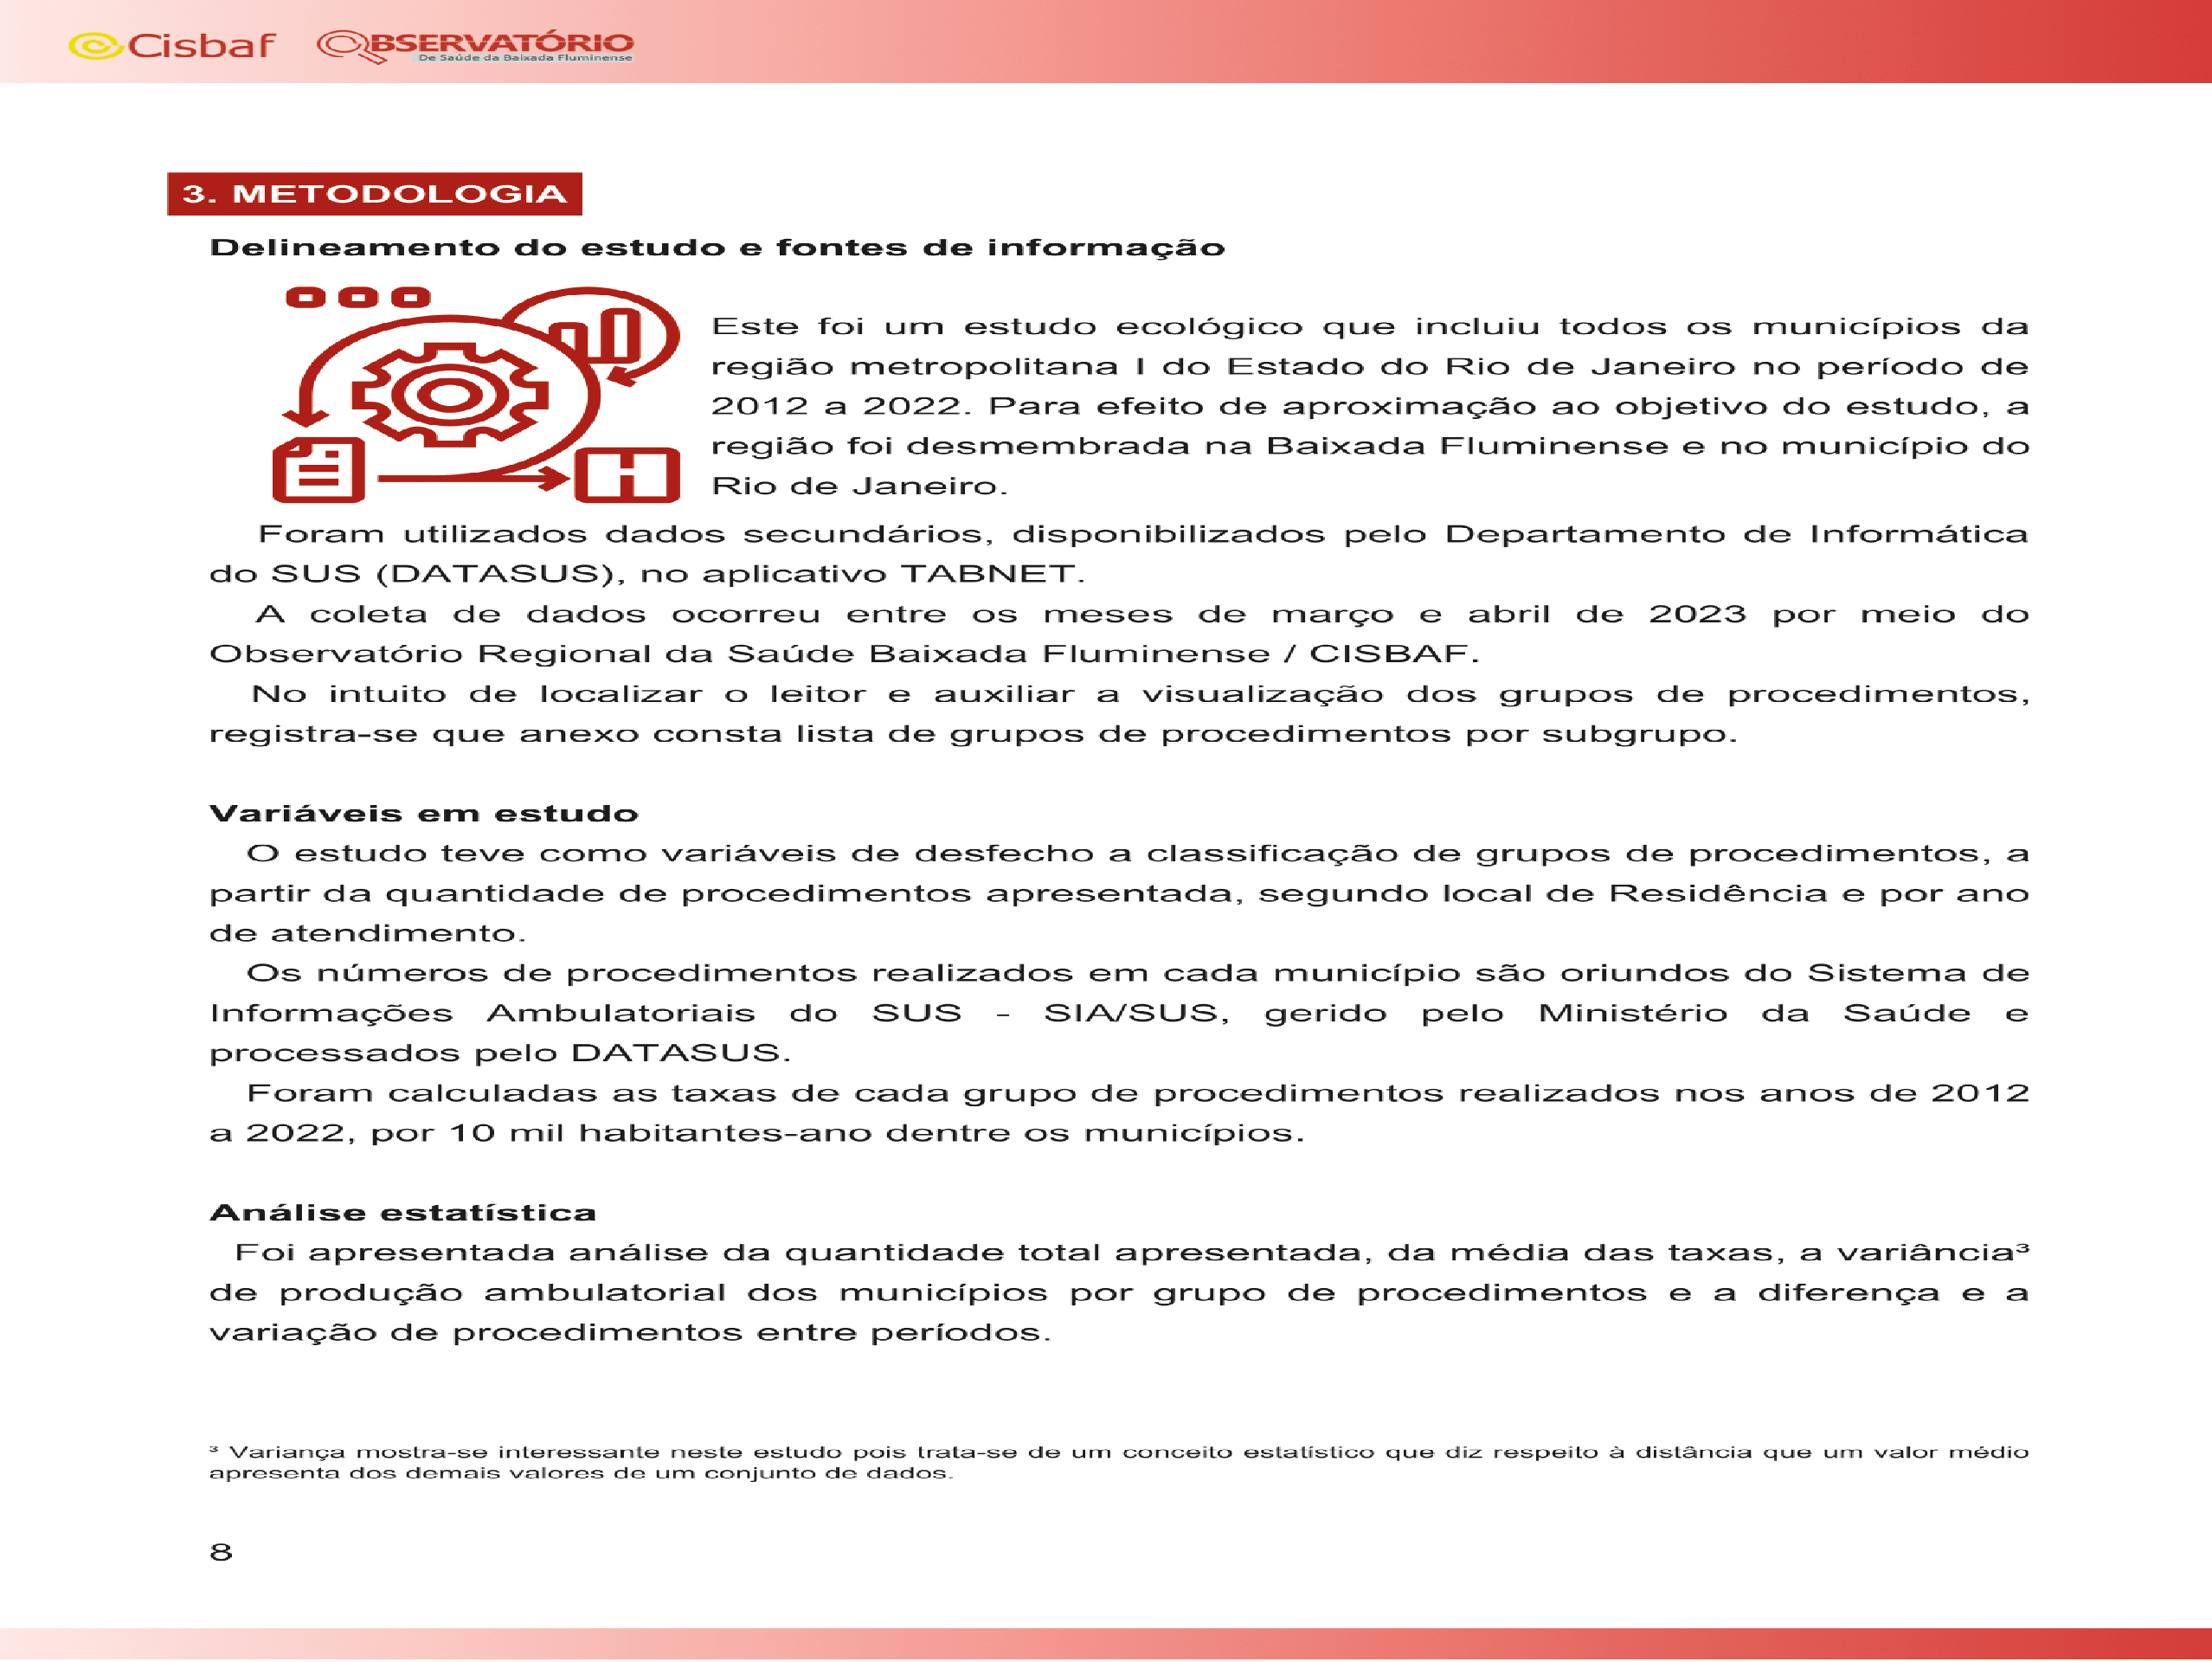 Cisbaf OBSERVATÓRIO
De Saúde da Baixada Fluminense
3. METODOLOGIA
Delineamento do estudo e fontes de informação
Este foi um estudo ecológico que incluiu todos os municípios da
região metropolitana I do Estado do Rio de Janeiro no período de
2012 a 2022. Para efeito de aproximação ao objetivo do estudo, a
região foi desmembrada na Baixada Fluminense e no município do
Rio de Janeiro.
Foram utilizados dados secundários, disponibilizados pelo Departamento de Informática
do SUS (DATASUS), no aplicativo TABNET.
A coleta de dados ocorreu entre os meses de março e abril de 2023 por meio do
Observatório Regional da Saúde Baixada Fluminense / CISBAF.
No intuito de localizar o leitor e auxiliar a visualização dos grupos de procedimentos,
registra-se que anexo consta lista de grupos de procedimentos por subgrupo.
Variáveis em estudo
O estudo teve como variáveis de desfecho a classificação de grupos de procedimentos, a
partir da quantidade de procedimentos apresentada, segundo local de Residência e por ano
de atendimento.
Os números de procedimentos realizados em cada município são oriundos do Sistema de
Informações Ambulatoriais do SUS - SIA/SUS, gerido pelo Ministério da Saúde e
processados pelo DATASUS.
Foram calculadas as taxas de cada grupo de procedimentos realizados nos anos de 2012
a 2022, por 10 mil habitantes-ano dentre os municípios.
Análise estatística
Foi apresentada análise da quantidade total apresentada, da média das taxas, a variância³
de produção ambulatorial dos municípios por grupo de procedimentos e a diferença e a
variação de procedimentos entre períodos.
³ Variança mostra-se interessante neste estudo pois trata-se de um conceito estatístico que diz respeito à distância que um valor médio
apresenta dos demais valores de um conjunto de dados.
8